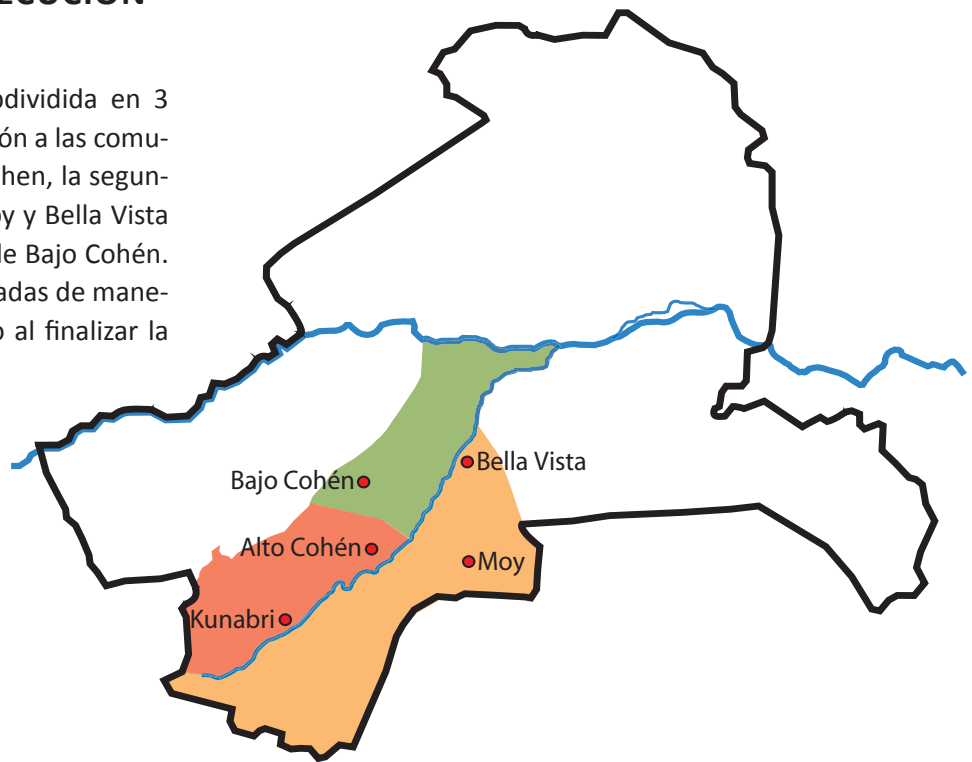 odividida en 3
ón a las comu-
hen, la segun-
y y Bella Vista
le Bajo Cohén.
adas de mane-
o al finalizar la
Bella Vista
Bajo Cohén
Alto Cohén
Moy
Kunabri